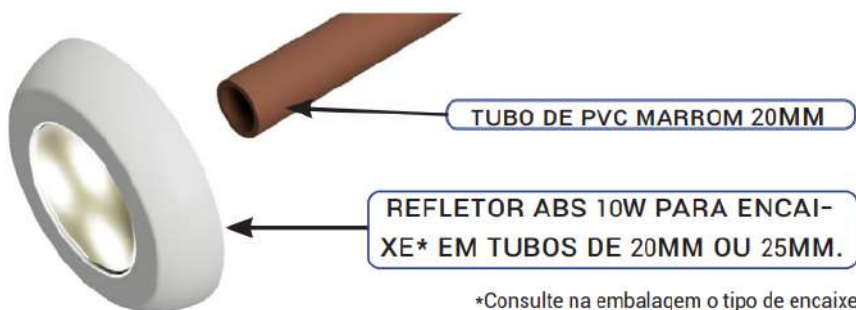 TUBO DE PVC MARROM 20MM
REFLETOR ABS 10W PARA ENCAI-
XE* EM TUBOS DE 20MM OU 25MM.
*Consulte na embalagem o tipo de encaixe